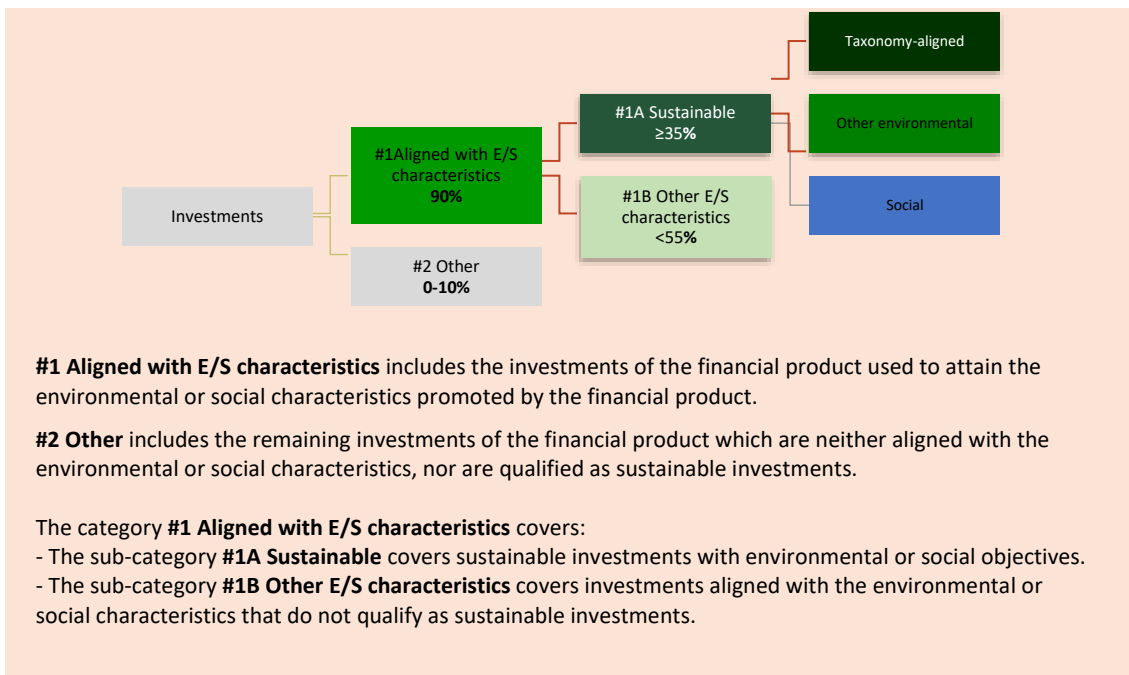 Taxonomy-aligned
#1A Sustainable
≥35%
Other environmental
#1Aligned with E/S
characteristics
90%
#1B Other E/S
characteristics
<55%
Social
Investments
#2 Other
0-10%
#1 Aligned with E/S characteristics includes the investments of the financial product used to attain the
environmental or social characteristics promoted by the financial product.
#2 Other includes the remaining investments of the financial product which are neither aligned with the
environmental or social characteristics, nor are qualified as sustainable investments.
The category #1 Aligned with E/S characteristics covers:
- The sub-category #1A Sustainable covers sustainable investments with environmental or social objectives.
- The sub-category #1B Other E/S characteristics covers investments aligned with the environmental or
social characteristics that do not qualify as sustainable investments.